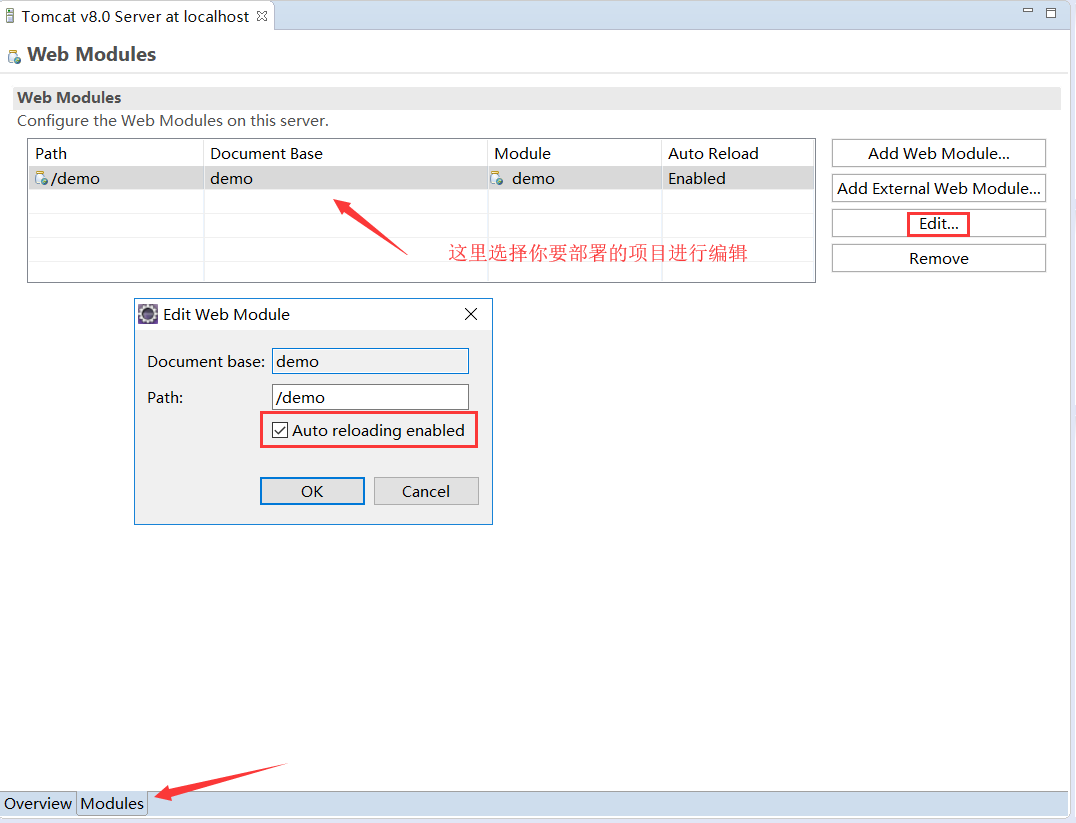 Tomcat v8.0 Server at localhost
Web Modules
Web Modules
Configure the Web Modules on this server.
Path Document Base Module Auto Reload
/demo demo demo Enabled
Add Web Module...
Add External Web Module...
Edit...
Remove
这里选择你要部署的项目进行编辑
Edit Web Module
Document base: demo
Path: /demo
Auto reloading enabled
OK Cancel
Overview Modules